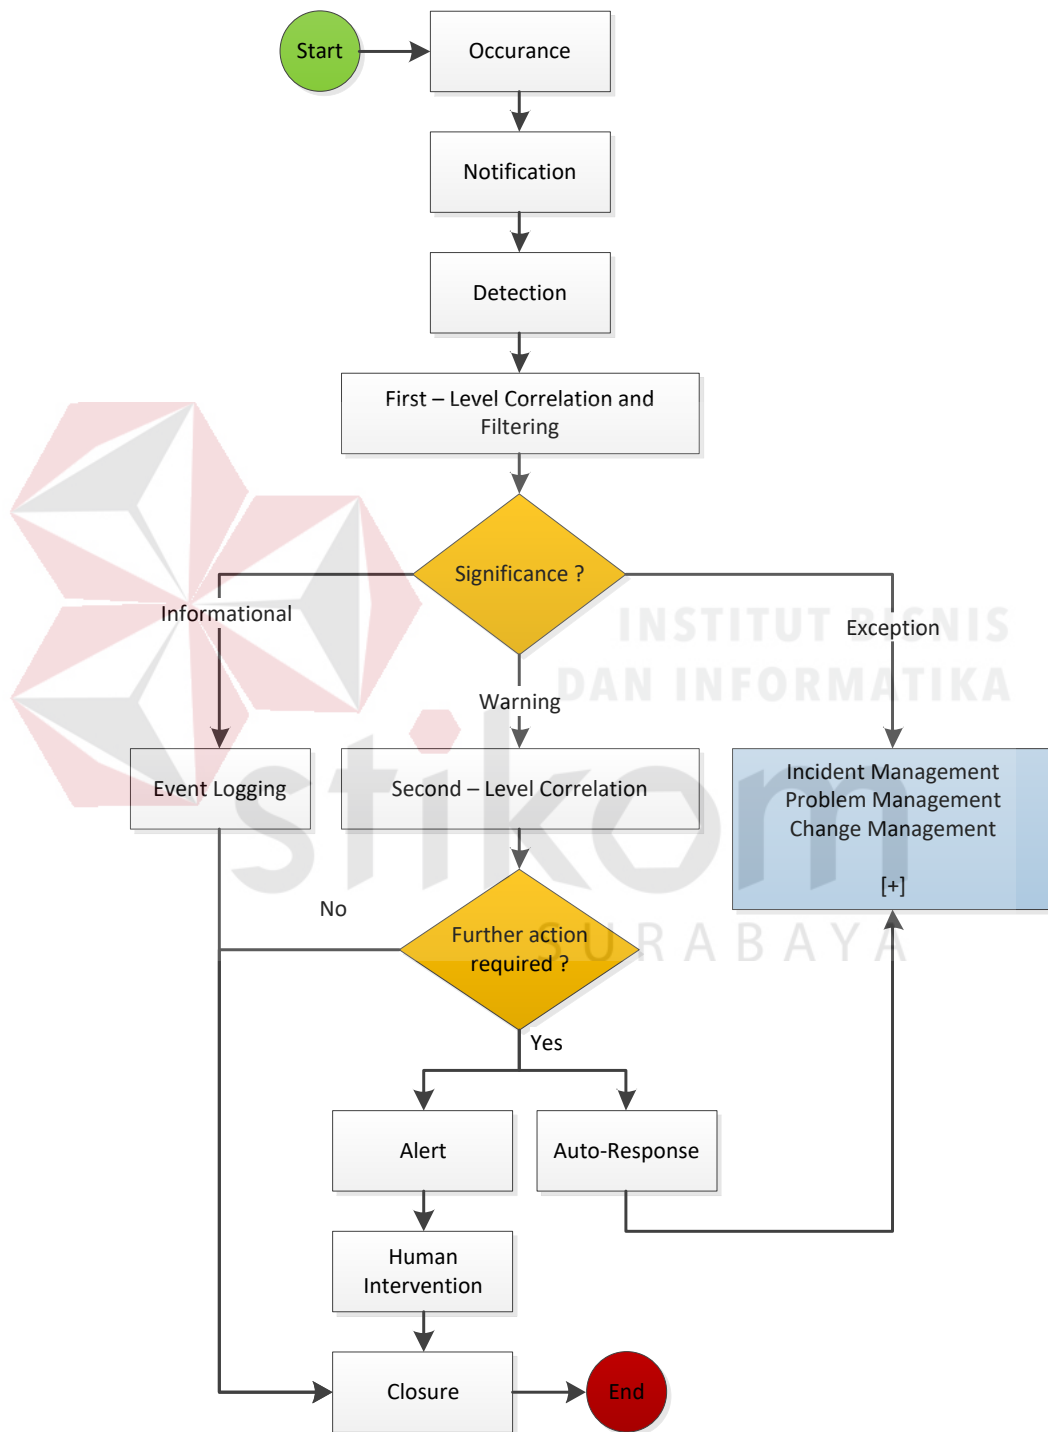 Start
Occurance
Notification
Detection
First – Level Correlation and
Filtering
Significance ?
Informational
Exception
INSTITUT BISNIS
DAN INFORMATIKA
Warning
Event Logging
Second – Level Correlation
Incident Management
Problem Management
Change Management
[+]
stikom
SURABAYA
No
Further action
required ?
Yes
Alert
Auto-Response
Human
Intervention
Closure
End